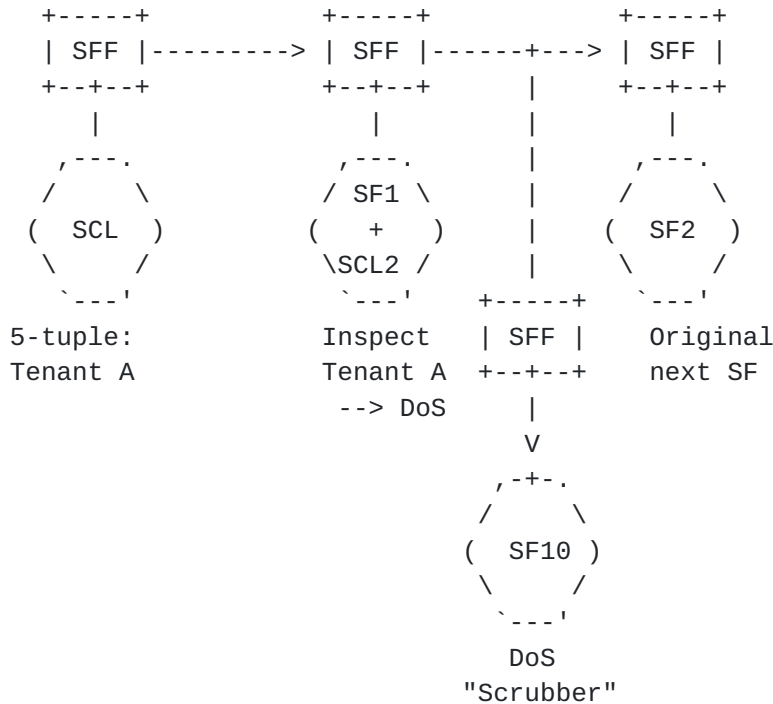 +-----+          +-----+          +-----+
| SFF |---------> | SFF |------+---> | SFF |
+--+--+          +--+--+      |     +--+--+
|                |         |        |
,---.            ,---.       |      ,---.
/     \          / SF1 \      |     /     \
(  SCL  )        (   +   )     |    (  SF2  )
\     /          \SCL2 /      |     \     /
`---'            `---'   +-----+   `---'
5-tuple:         Inspect   | SFF |   Original
Tenant A         Tenant A  +--+--+   next SF
--> DoS      |
V
,-+-.
/     \
(  SF10 )
\     /
`---'
DoS
"Scrubber"